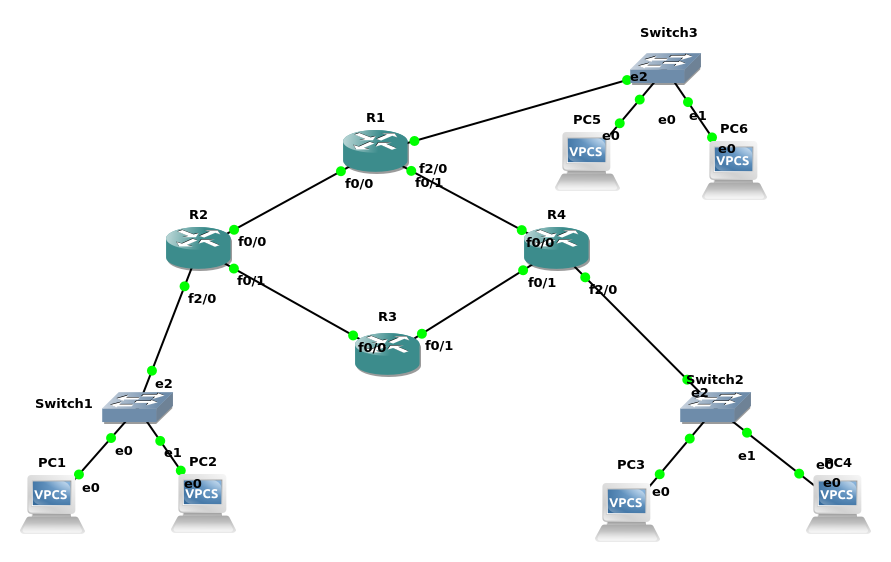 Switch3
e2
R1
PC5
e0
e1
PC6
e0
e0
VPCS
VPCS
f2/0
f0/0
f0/1
R2
R4
f0/0
f0/0
f0/1
f0/1
f2/0
f2/0
R3
f0/0
f0/1
Switch2
e2
e2
Switch1
e0
e1
e1
PC1
PC2
PC3
e0
PC4
e0
e0
e0
e0
VPCS
VPCS
VPCS
VPCS